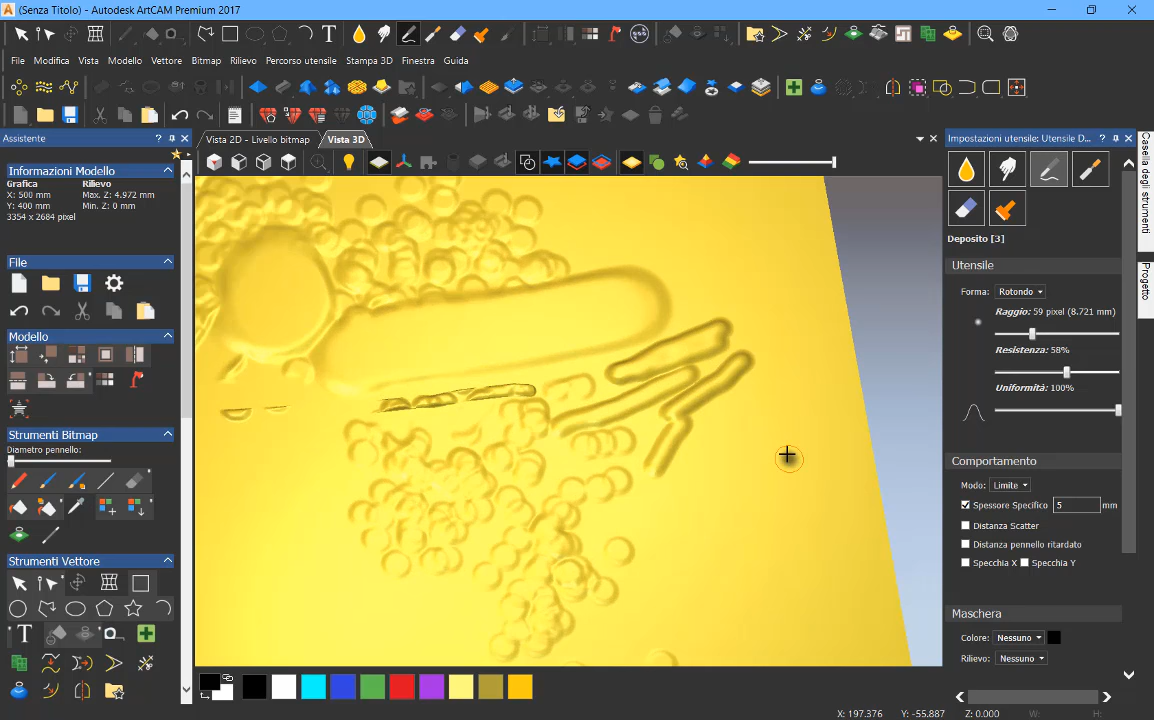 (Senza Titolo) - Autodesk ArtCAM Premium 2017
File Modifica Vista Modello Vettore Bitmap Rilievo Percorso utensile Stampa 3D Finestra Guida
Assistente
Vista 2D - Livello bitmap
Vista 3D
Informazioni Modello
Grafica Rilievo
X: 500 mm Max. Z: 4.972 mm
Y: 400 mm Min. Z: 0 mm
3354 x 2684 pixel
File
Modello
Strumenti Bitmap
Diametro pennello:
Strumenti Vettore
Impostazioni utensile: Utensile D...
Deposito [3]
Utensile
Forma: Rotondo
Raggio: 59 pixel (8.721 mm)
Resistenza: 58%
Uniformità: 100%
Comportamento
Modo: Limite
Spessore Specifico 5 mm
Distanza Scatter
Distanza pennello ritardato
Specchia X Specchia Y
Maschera
Colore: Nessuno
Rilievo: Nessuno
Casella degli strumenti
Progetto
X: 197.376 Y: -55.887 Z: 0.000 W: H: